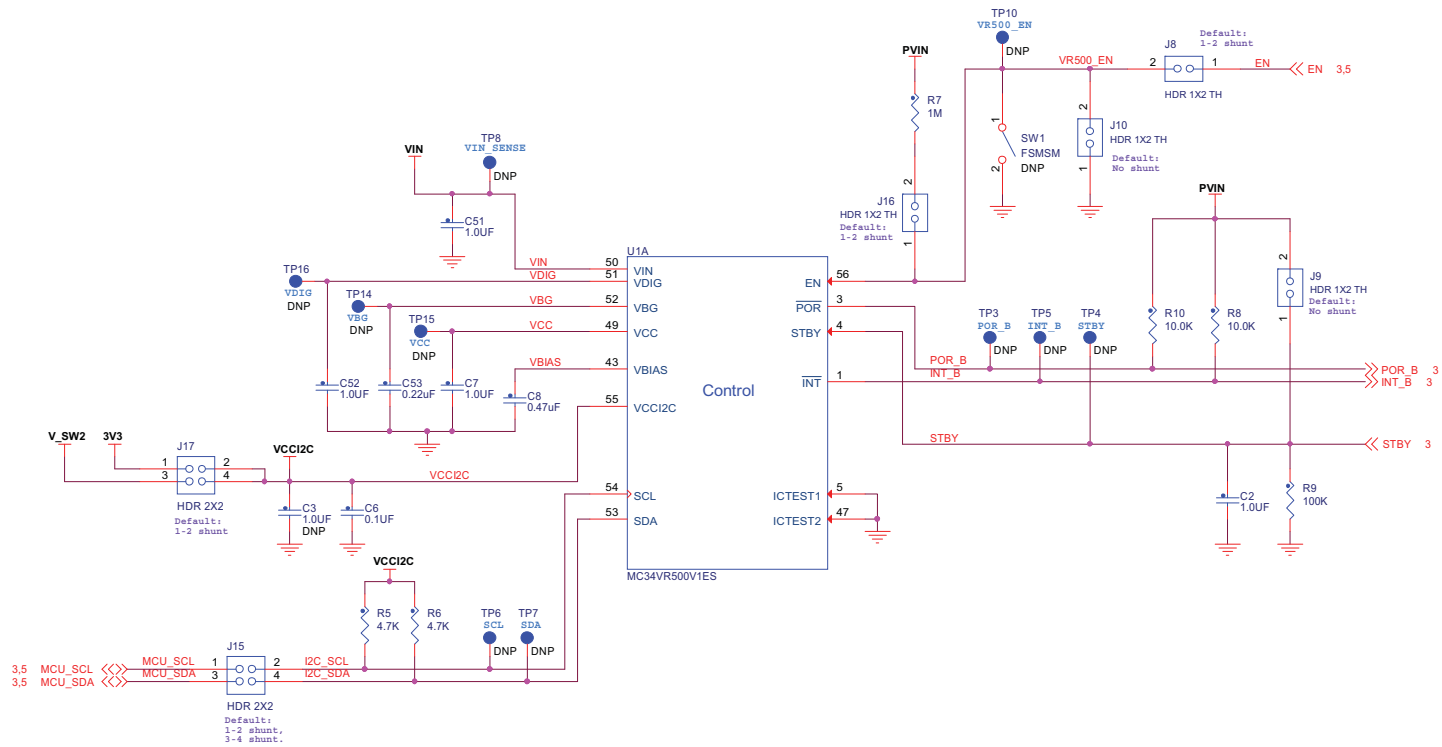 TP10
VR500_EN
DNP
PVIN
VR500_EN
J8
Default:
1-2 shunt
2
1
EN
EN 3,5
HDR 1X2 TH
R7
1M
1
SW1
FSMSM
DNP
2
2
J10
HDR 1X2 TH
Default:
No shunt
1
VIN
TP8
VIN_SENSE
DNP
C51
1.0UF
2
J16
HDR 1X2 TH
Default:
1-2 shunt
1
PVIN
U1A
TP16
VDIG
DNP
TP14
VBG
DNP
TP15
VCC
DNP
VIN
50
VIN
VDIG
51
VDIG
VBG
52
VBG
VCC
49
VCC
VBIAS
43
VBIAS
55
VCCI2C
54
SCL
53
SDA
Control
EN
56
POR
3
STBY
4
INT
1
ICTEST1
5
ICTEST2
47
MC34VR500V1ES
C52
1.0UF
C53
0.22uF
C7
1.0UF
C8
0.47uF
TP3
POR_B
DNP
TP5
INT_B
DNP
TP4
STBY
DNP
R10
10.0K
R8
10.0K
2
J9
HDR 1X2 TH
Default:
No shunt
1
POR_B
INT_B
POR_B 3
INT_B 3
STBY
STBY 3
C2
1.0UF
R9
100K
V_SW2
3V3
J17
1
2
3
4
HDR 2X2
Default:
1-2 shunt
VCCI2C
VCCI2C
C3
1.0UF
DNP
C6
0.1UF
VCCI2C
R5
4.7K
R6
4.7K
TP6
SCL
DNP
TP7
SDA
DNP
3,5 MCU_SCL
MCU_SCL
3,5 MCU_SDA
MCU_SDA
J15
1
2
3
4
I2C_SCL
I2C_SDA
HDR 2X2
Default:
1-2 shunt,
3-4 shunt.